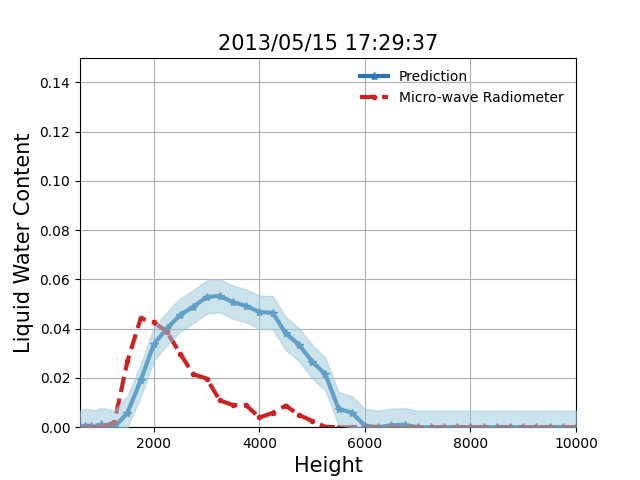 2013/05/15 17:29:37
Prediction
Micro-wave Radiometer
Liquid Water Content
0.14
0.12
0.10
0.08
0.06
0.04
0.02
0.00
2000 4000 6000 8000 10000
Height